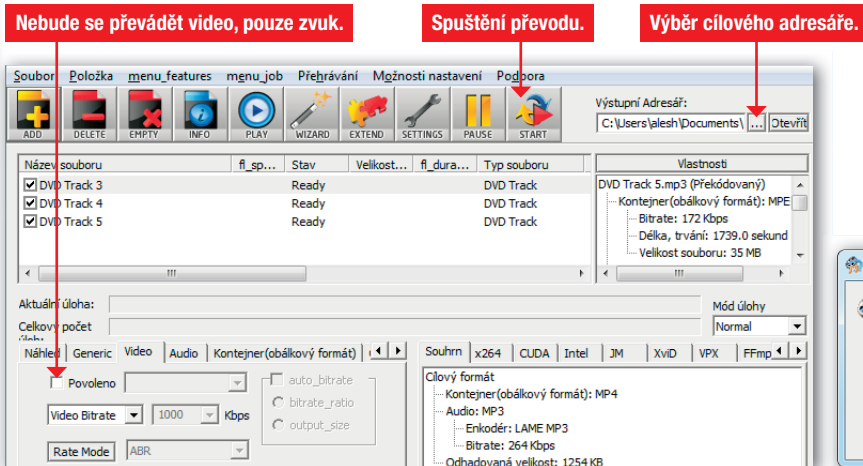 Nebude se převádět video, pouze zvuk.
Spuštění převodu.
Výběr cílového adresáře.
Soubor Položka menu_features menu_job Přehrávání Možnosti nastavení Podpora
ADD DELETE EMPTY INFO PLAY WIZARD EXTEND SETTINGS PAUSE START
Výstupní Adresář:
C:\Users\alesh\Documents\ ... Otevřít
Název souboru fl_sp... Stav Velikost... fl_dura... Typ souboru
DVD Track 3 Ready DVD Track
DVD Track 4 Ready DVD Track
DVD Track 5 Ready DVD Track
Vlastnosti
DVD Track 5.mp3 (Překódovaný)
Kontejner(obálkový formát): MPE
Bitrate: 172 Kbps
Délka, trvání: 1739.0 sekund
Velikost souboru: 35 MB
Aktuální úloha:
Celkový počet
Mód úlohy
Normal
Náhled Generic Video Audio Kontejner(obálkový formát)
Povoleno
auto_bitrate
bitrate_ratio
output_size
Video Bitrate 1000 Kbps
Rate Mode ABR
Souhrn x264 CUDA Intel JM XviD VPX FFmp
Cílový formát
Kontejner(obálkový formát): MP4
Audio: MP3
Enkodér: LAME MP3
Bitrate: 264 Kbps
Odhadovaná velikost: 1254 KB